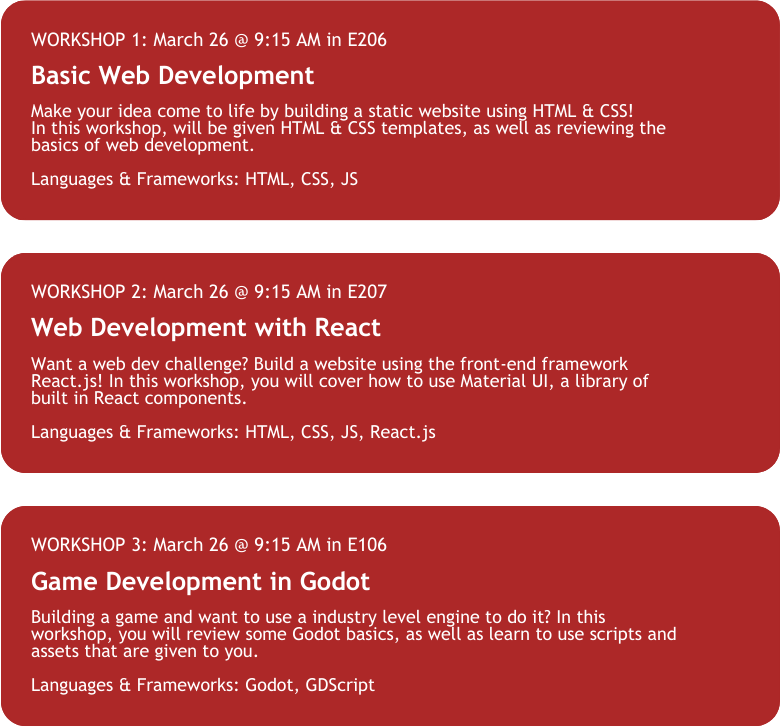 WORKSHOP 1: March 26 @ 9:15 AM in E206
Basic Web Development
Make your idea come to life by building a static website using HTML & CSS!
In this workshop, will be given HTML & CSS templates, as well as reviewing the
basics of web development.
Languages & Frameworks: HTML, CSS, JS
WORKSHOP 2: March 26 @ 9:15 AM in E207
Web Development with React
Want a web dev challenge? Build a website using the front-end framework
React.js! In this workshop, you will cover how to use Material UI, a library of
built in React components.
Languages & Frameworks: HTML, CSS, JS, React.js
WORKSHOP 3: March 26 @ 9:15 AM in E106
Game Development in Godot
Building a game and want to use a industry level engine to do it? In this
workshop, you will review some Godot basics, as well as learn to use scripts and
assets that are given to you.
Languages & Frameworks: Godot, GDScript